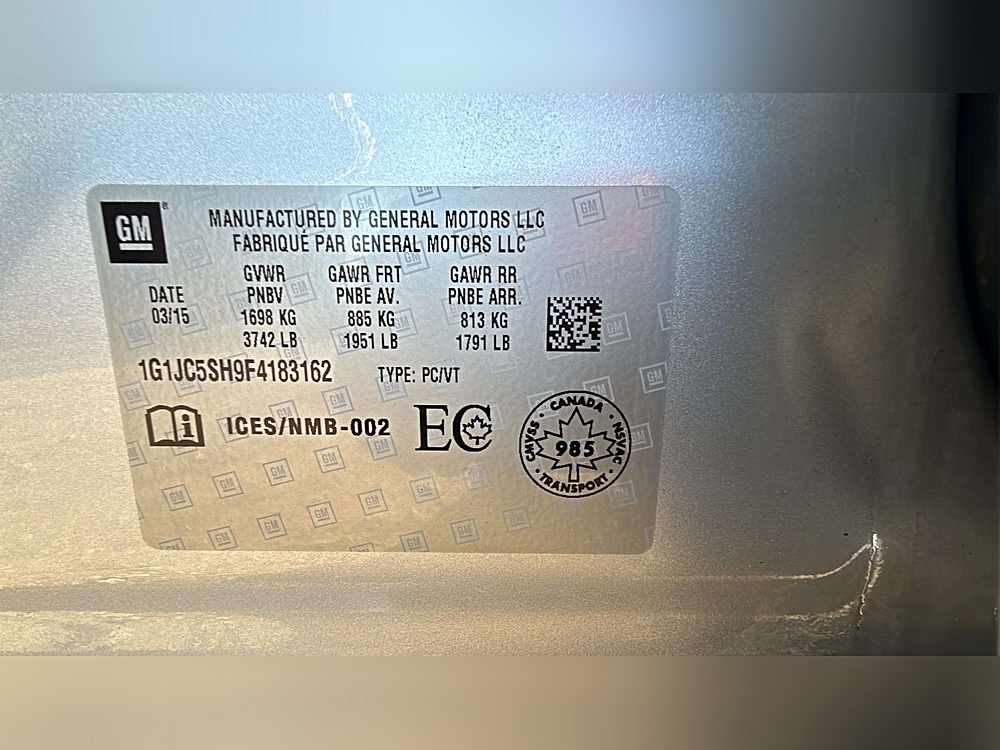 GM
MANUFACTURED BY GENERAL MOTORS LLC
FABRIQUÉ PAR GENERAL MOTORS LLC
DATE
03/15
GVWR
PNBV
1698 KG
3742 LB
GAWR FRT
PNBE AV.
885 KG
1951 LB
GAWR RR
PNBE ARR.
813 KG
1791 LB
1G1JC5SH9F4183162
TYPE: PC/VT
ICES/NMB-002
EC
CANADA
CMVSS
985
NSVAC
TRANSPORT